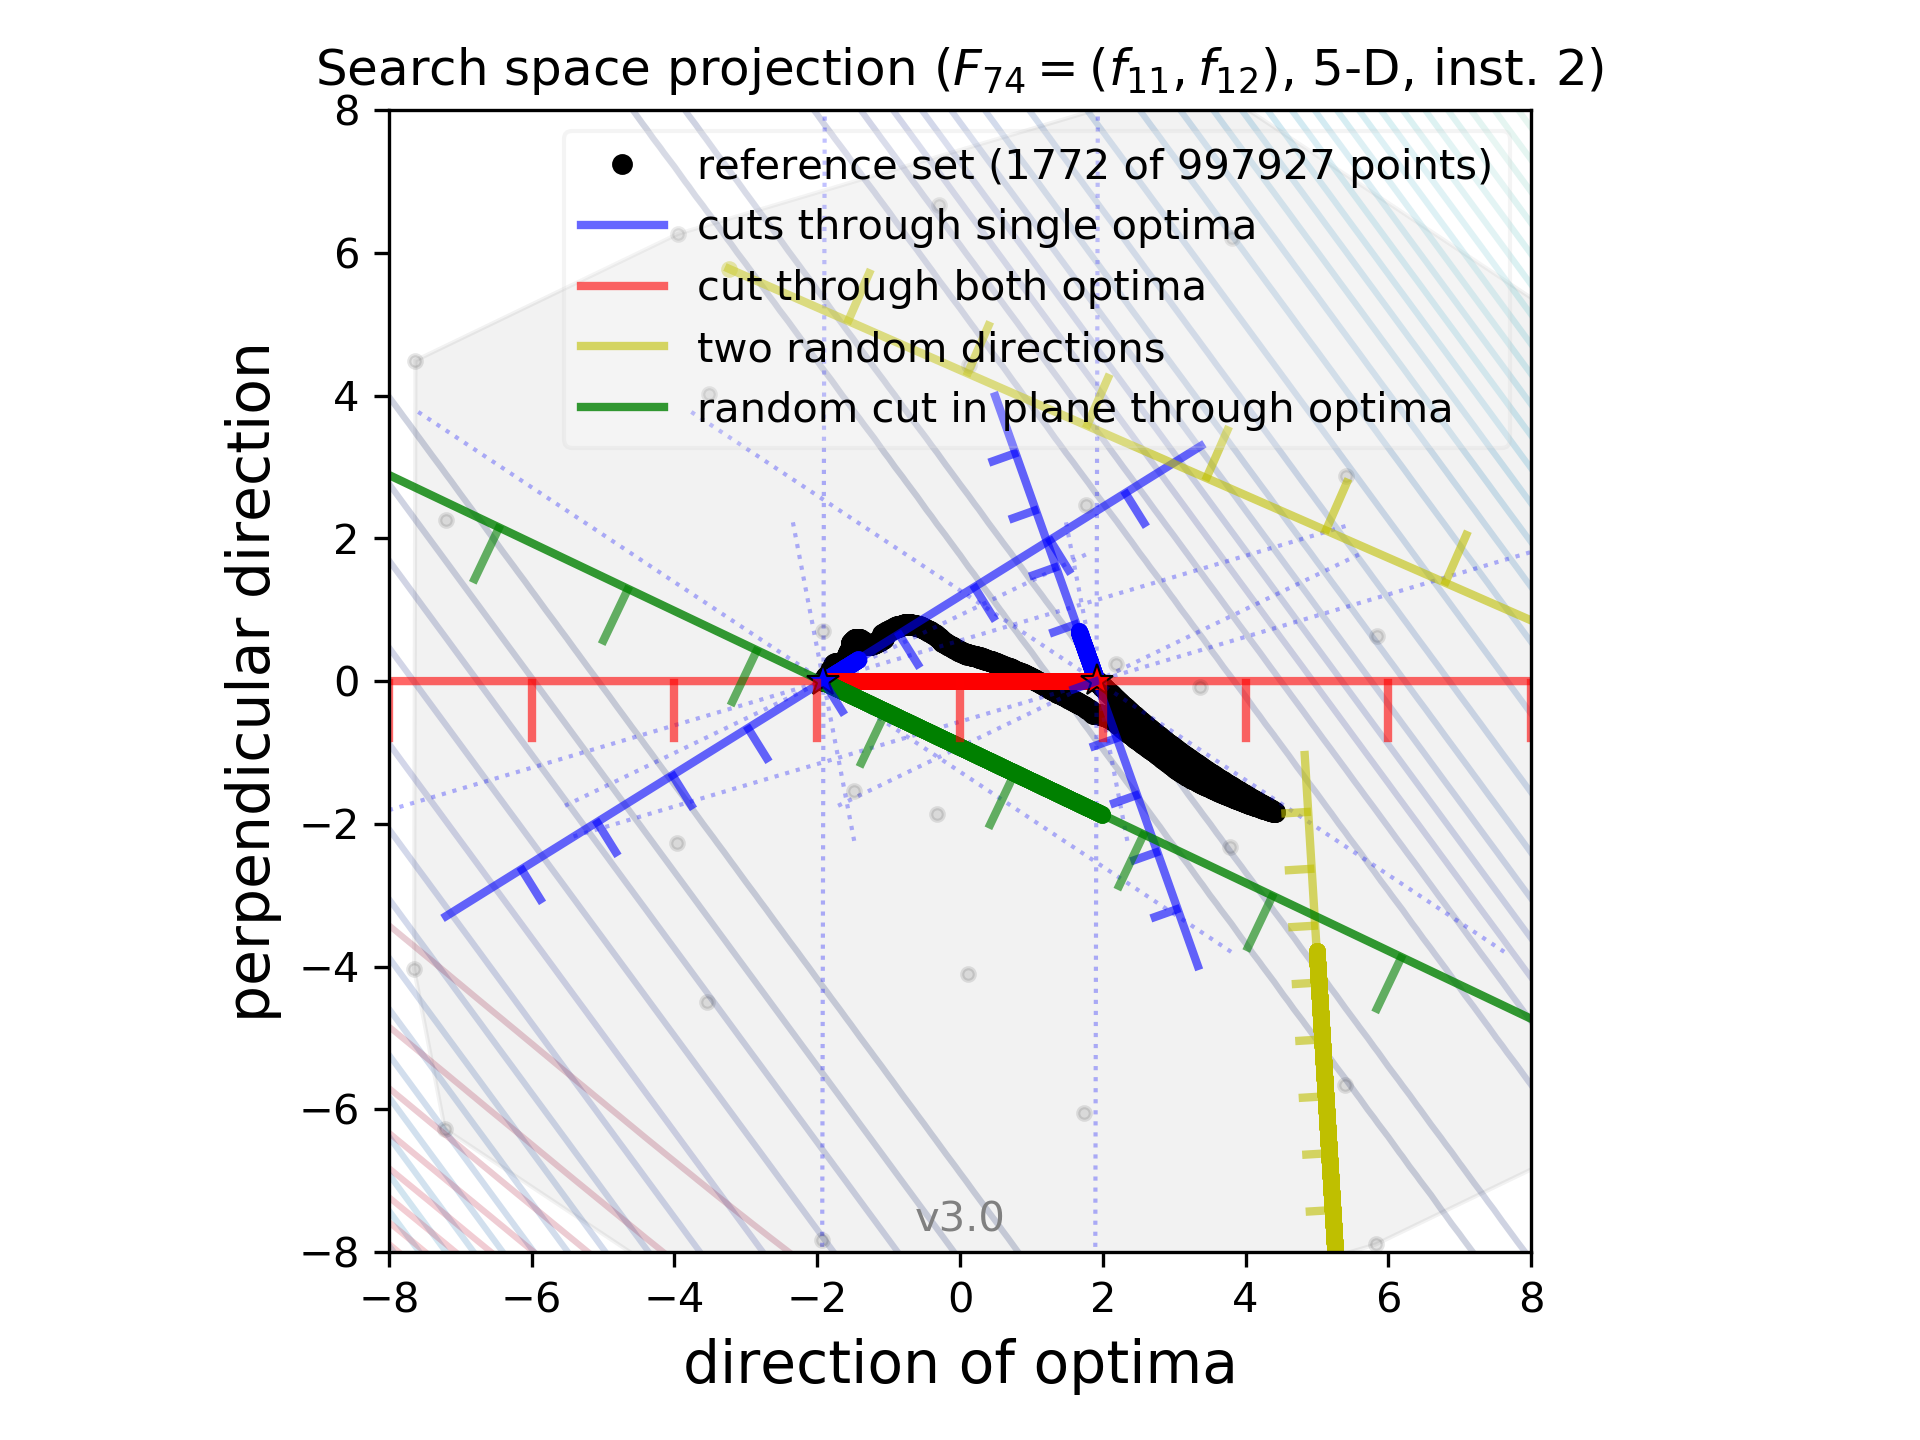 Search space projection (F74 = (f11, f12), 5-D, inst. 2)
8
6
4
2
0
−2
−4
−6
−8
perpendicular direction
reference set (1772 of 997927 points)
cuts through single optima
cut through both optima
two random directions
random cut in plane through optima
v3.0
−8 −6 −4 −2 0 2 4 6 8
direction of optima